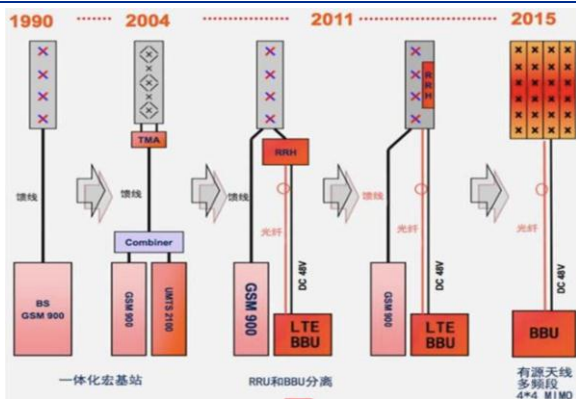 1990
2004
2011
2015
TMA
RRH
RRH
馈线
馈线
馈线
馈线
光纤
光纤
DC 48V
DC 48V
DC 48V
Combiner
BS
GSM 900
GSM 900
UMTS 2100
GSM 900
LTE
BBU
GSM 900
LTE
BBU
BBU
一体化宏基站
RRU和BBU分离
有源天线
多频段
4*4 MIMO